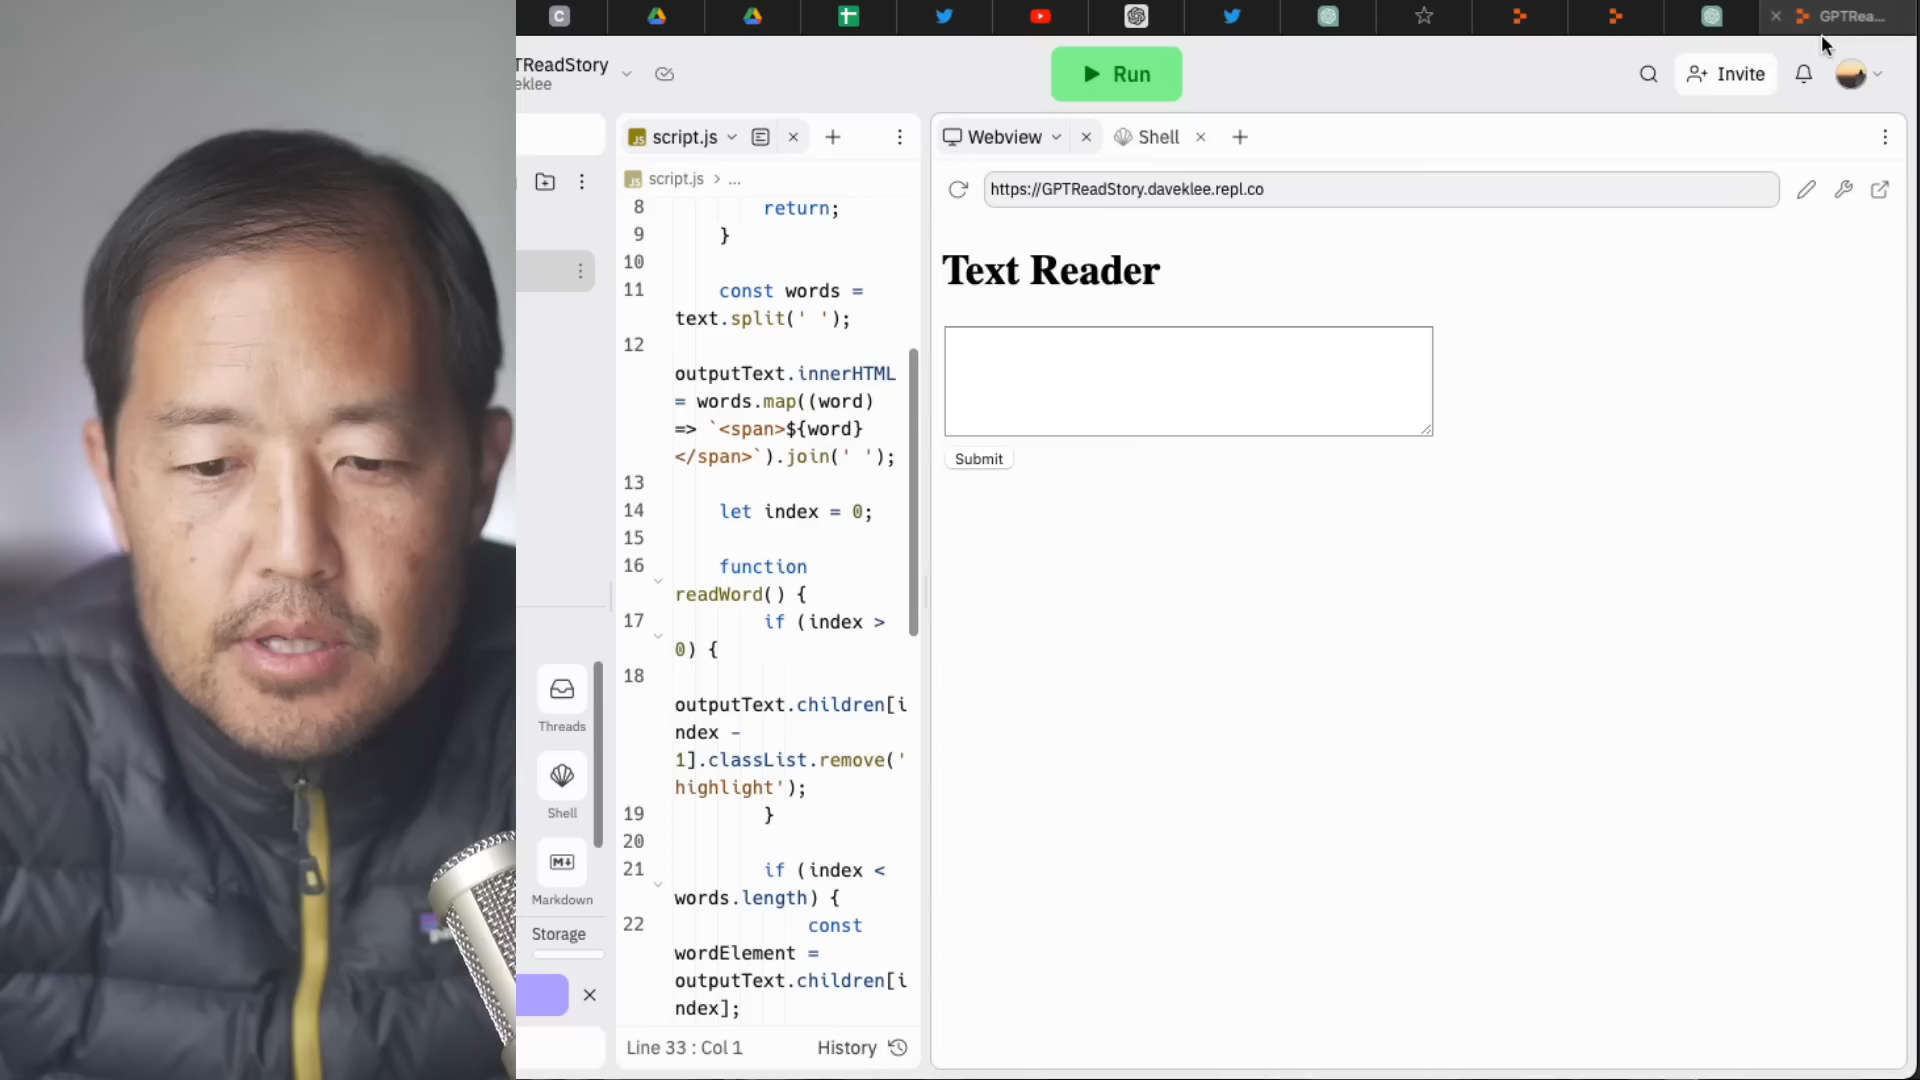 GPTRea...
TReadStory
eklee
Run
Invite
script.js
Webview
Shell
script.js > ...
https://GPTReadStory.daveklee.repl.co
8 return;
9 }
10
11 const words =
text.split(' ');
12
outputText.innerHTML
= words.map((word)
=> `<span>${word}
</span>`).join(' ');
13
14 let index = 0;
15
16 function
readWord() {
17 if (index >
0) {
18
outputText.children[i
ndex -
1].classList.remove('
highlight');
19 }
20
21 if (index <
words.length) {
22 const
wordElement =
outputText.children[i
ndex];
Line 33 : Col 1
History
Text Reader
Submit
Threads
Shell
Markdown
Storage